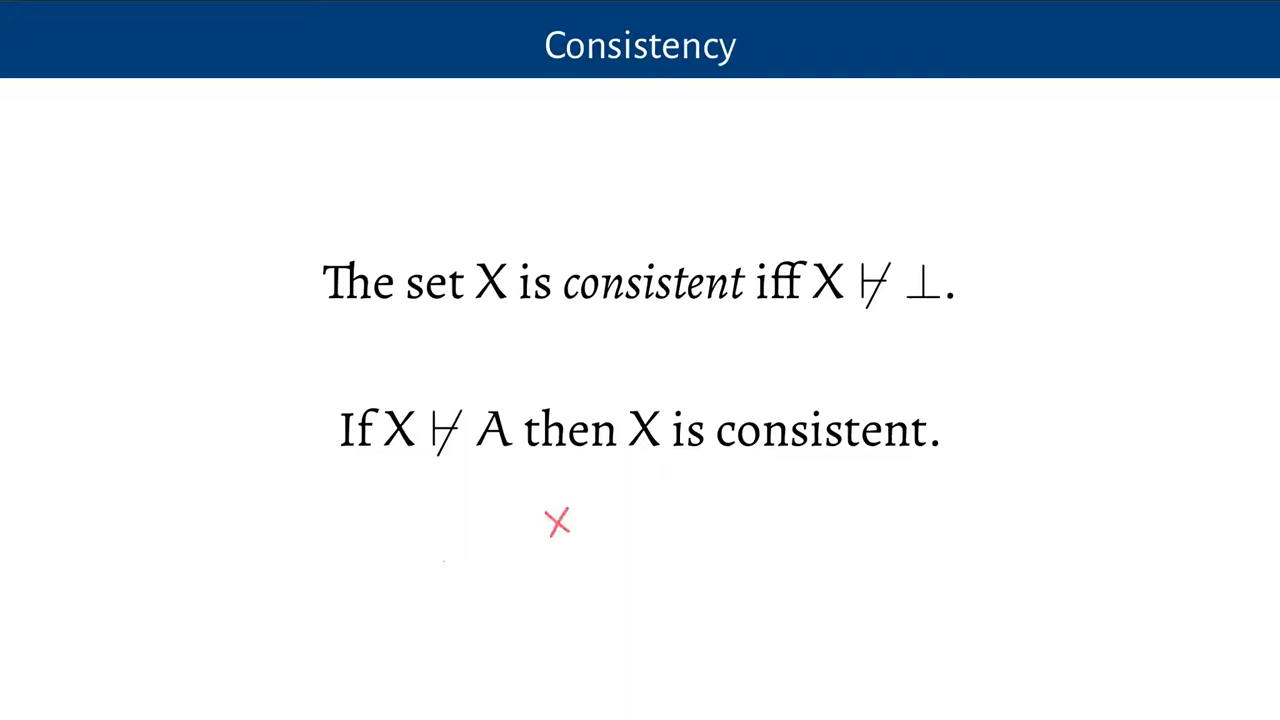 Consistency
The set X is consistent iff X ⊬ ⊥.
If X ⊬ A then X is consistent.
X